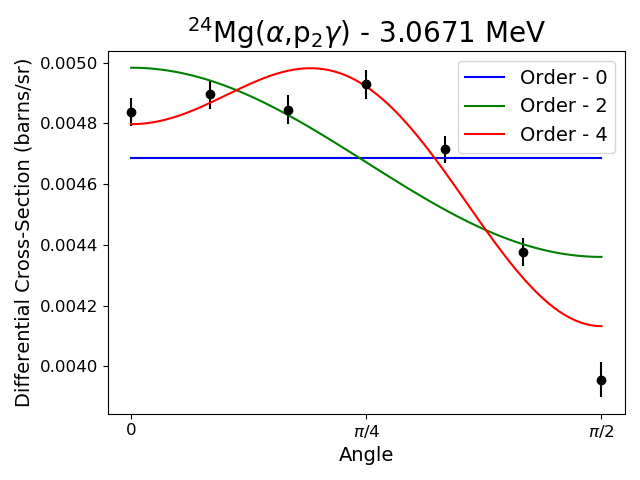 ²⁴Mg(α,p₂γ) - 3.0671 MeV
Differential Cross-Section (barns/sr)
0.0050
0.0048
0.0046
0.0044
0.0042
0.0040
Order - 0
Order - 2
Order - 4
0
π/4
π/2
Angle